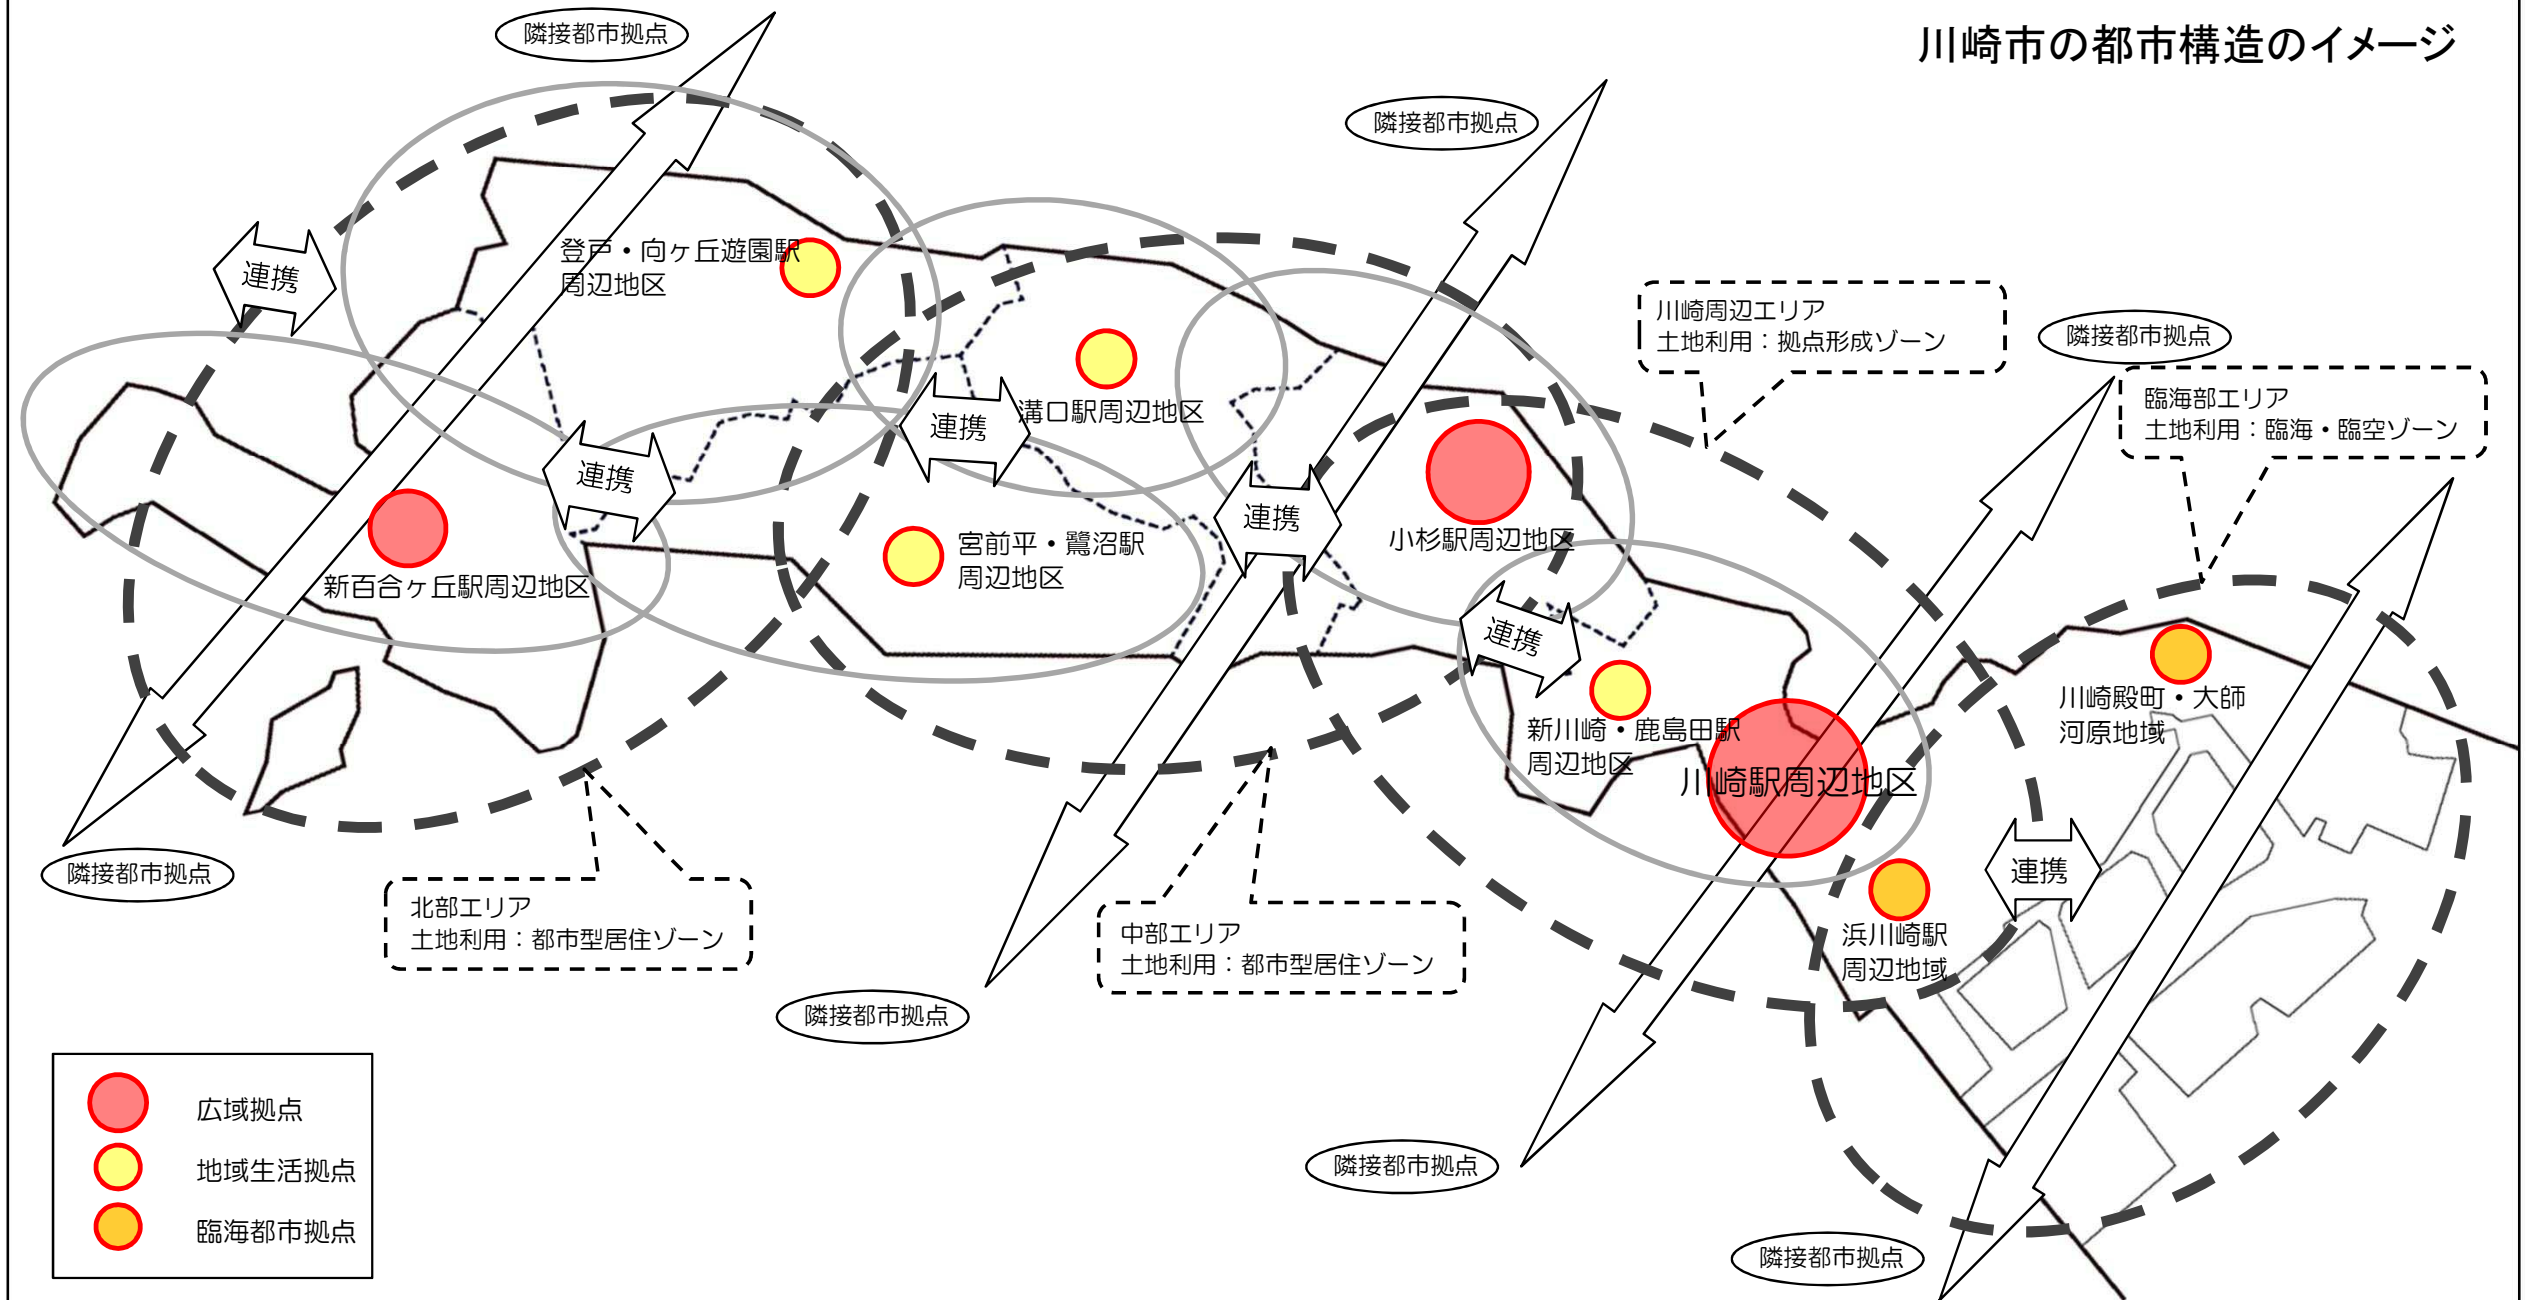 川崎市の都市構造のイメージ
隣接都市拠点
隣接都市拠点
登戸・向ヶ丘遊園駅
周辺地区
連携
川崎周辺エリア
土地利用：拠点形成ゾーン
隣接都市拠点
臨海部エリア
土地利用：臨海・臨空ゾーン
溝口駅周辺地区
連携
連携
連携
小杉駅周辺地区
宮前平・鷺沼駅
周辺地区
新百合ヶ丘駅周辺地区
連携
川崎殿町・大師
河原地域
新川崎・鹿島田駅
周辺地区
川崎駅周辺地区
連携
隣接都市拠点
北部エリア
土地利用：都市型居住ゾーン
中部エリア
土地利用：都市型居住ゾーン
浜川崎駅
周辺地域
隣接都市拠点
隣接都市拠点
隣接都市拠点
広域拠点
地域生活拠点
臨海都市拠点